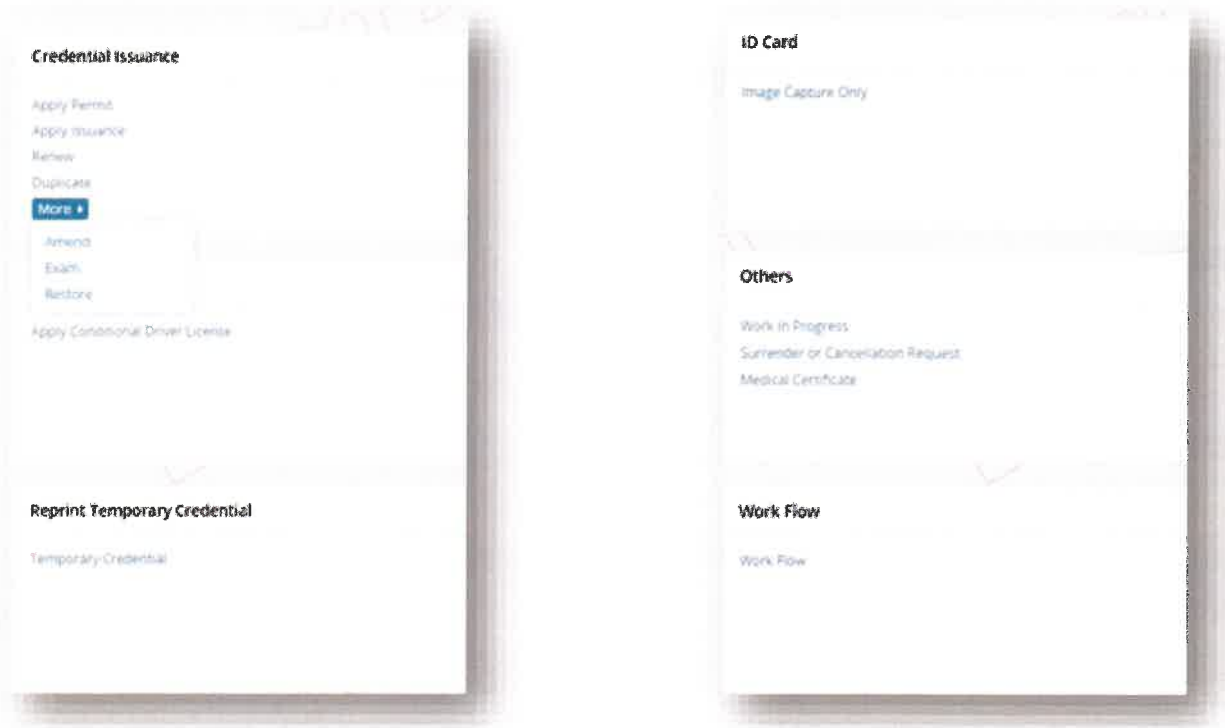 Credential Issuance
Apply Permit
Apply Issuance
Renew
Duplicate
More
Amend
Exam
Restore
Apply Conditional Driver License
Reprint Temporary Credential
Temporary Credential
ID Card
Image Capture Only
Others
Work in Progress
Surrender or Cancellation Request
Medical Certificate
Work Flow
Work Flow